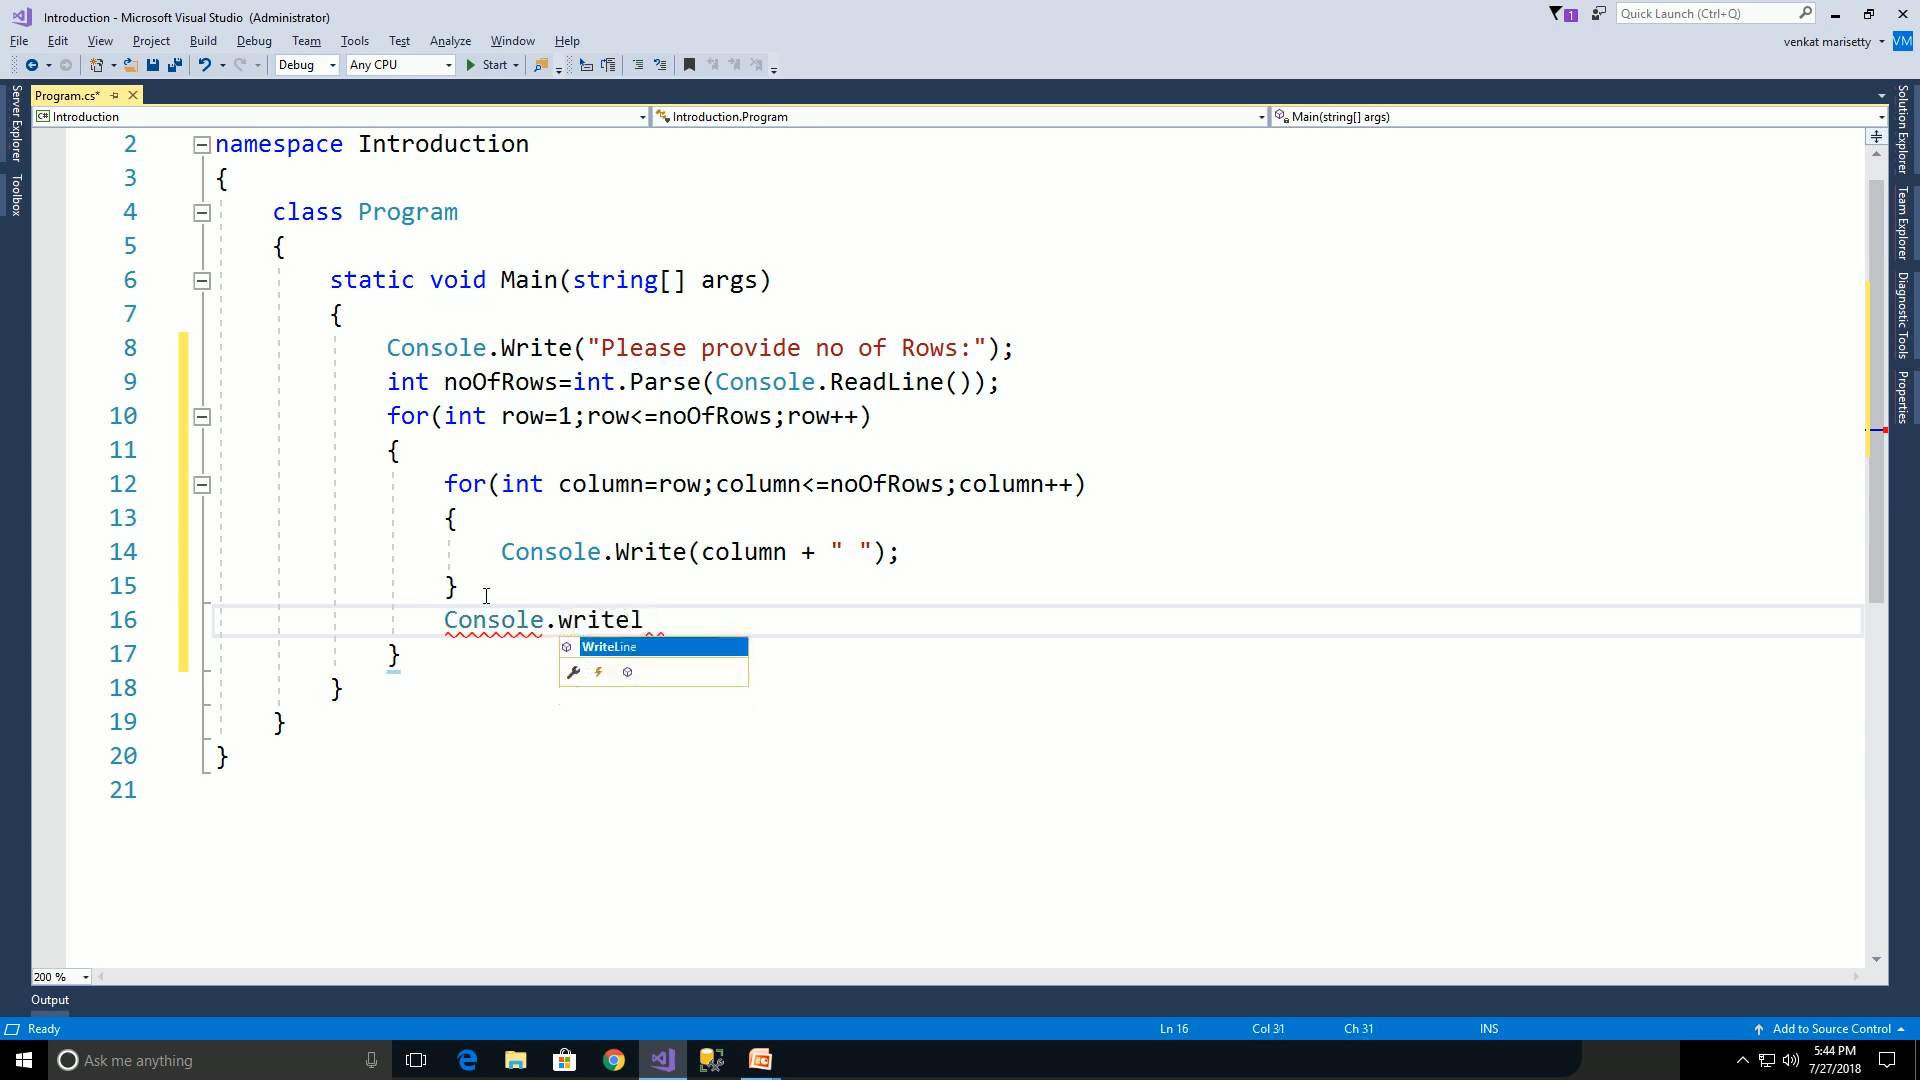 Introduction - Microsoft Visual Studio (Administrator)
1
Quick Launch (Ctrl+Q)
File Edit View Project Build Debug Team Tools Test Analyze Window Help
venkat marisetty
VM
Debug
Any CPU
Start
Server Explorer
Toolbox
Program.cs*
C# Introduction
Introduction.Program
Main(string[] args)
2 namespace Introduction
3 {
4 class Program
5 {
6 static void Main(string[] args)
7 {
8 Console.Write("Please provide no of Rows:");
9 int noOfRows=int.Parse(Console.ReadLine());
10 for(int row=1;row<=noOfRows;row++)
11 {
12 for(int column=row;column<=noOfRows;column++)
13 {
14 Console.Write(column + " ");
15 }
16 Console.writel
WriteLine
17 }
18 }
19 }
20 }
21
Solution Explorer
Team Explorer
Diagnostic Tools
Properties
200 %
Output
Ready
Ln 16
Col 31
Ch 31
INS
Add to Source Control
Ask me anything
5:44 PM
7/27/2018